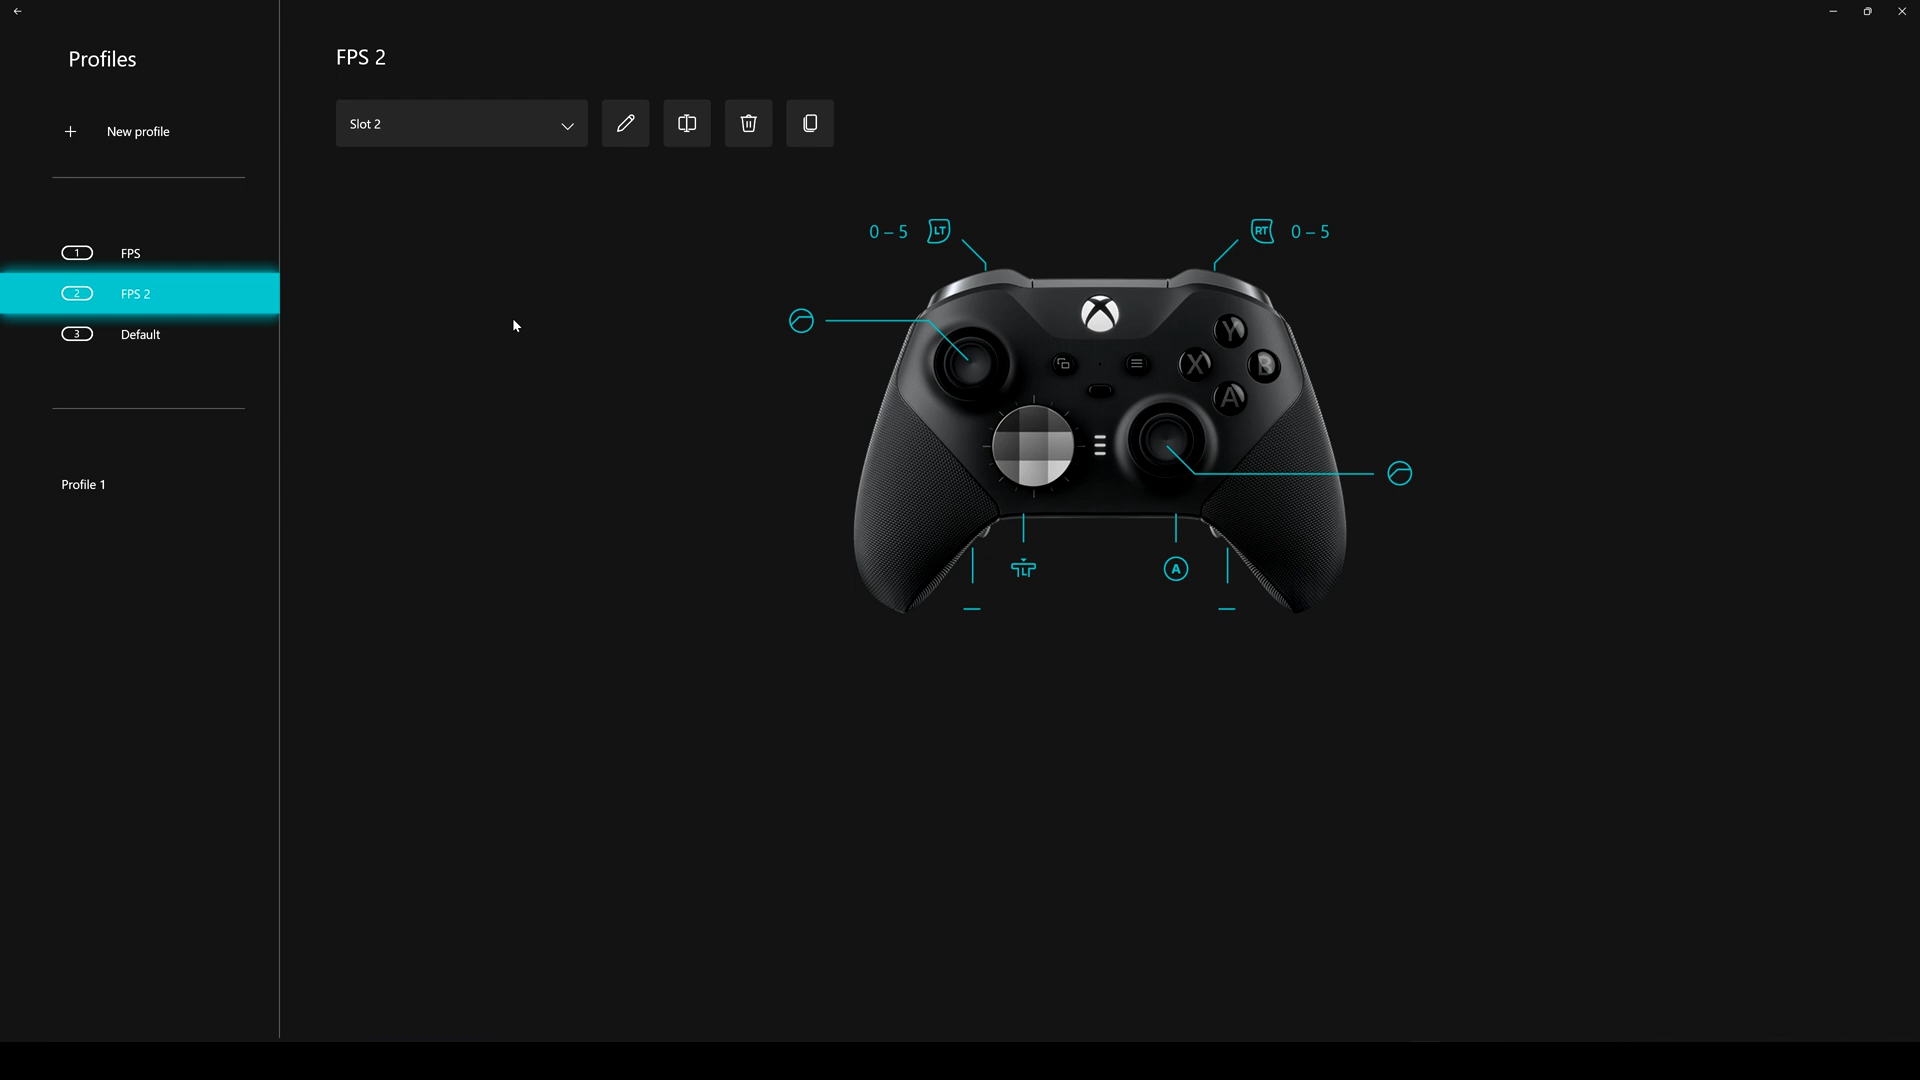 Profiles
New profile
1 FPS
2 FPS 2
3 Default
Profile 1
FPS 2
Slot 2
0 – 5 LT
RT 0 – 5
Y
X
B
A
LT
A